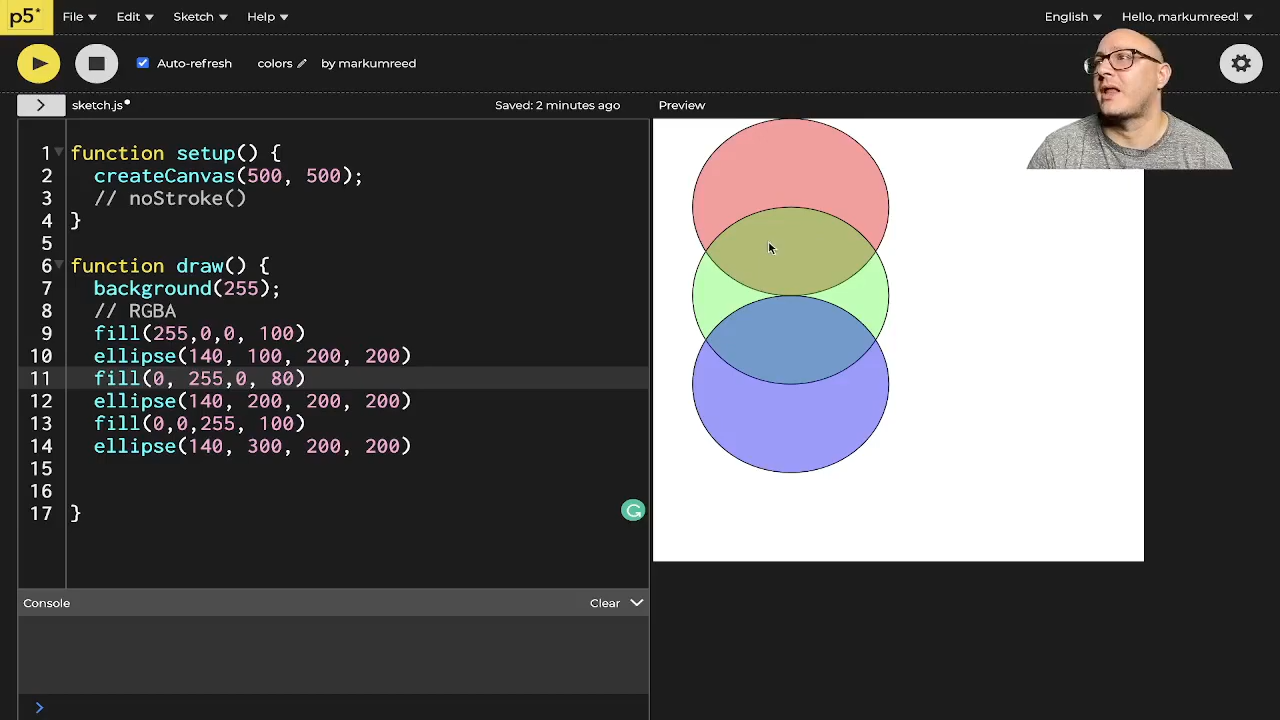 p5* File Edit Sketch Help English Hello, markumreed!
Auto-refresh colors by markumreed
> sketch.js Saved: 2 minutes ago Preview
1 function setup() {
2 createCanvas(500, 500);
3 // noStroke()
4 }
5
6 function draw() {
7 background(255);
8 // RGBA
9 fill(255,0,0, 100)
10 ellipse(140, 100, 200, 200)
11 fill(0, 255,0, 80)
12 ellipse(140, 200, 200, 200)
13 fill(0,0,255, 100)
14 ellipse(140, 300, 200, 200)
15
16
17 }
G
Console Clear
>